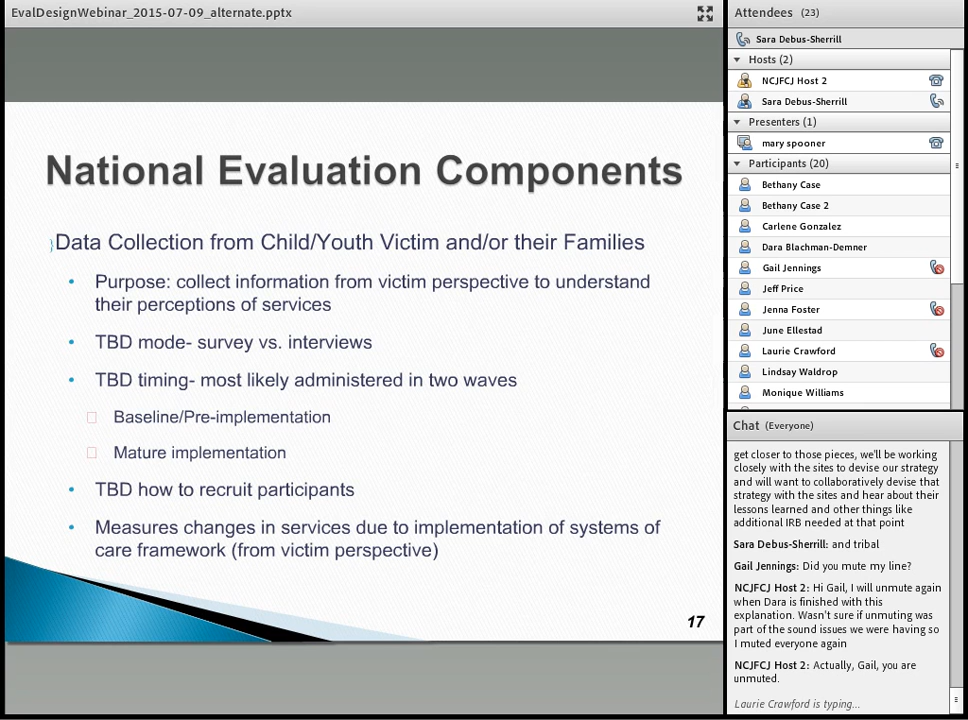 EvalDesignWebinar_2015-07-09_alternate.pptx
National Evaluation Components
Data Collection from Child/Youth Victim and/or their Families
• Purpose: collect information from victim perspective to understand
their perceptions of services
• TBD mode- survey vs. interviews
• TBD timing- most likely administered in two waves
Baseline/Pre-implementation
Mature implementation
• TBD how to recruit participants
• Measures changes in services due to implementation of systems of
care framework (from victim perspective)
17
Attendees (23)
Sara Debus-Sherrill
Hosts (2)
NCJFCJ Host 2
Sara Debus-Sherrill
Presenters (1)
mary spooner
Participants (20)
Bethany Case
Bethany Case 2
Carlene Gonzalez
Dara Blachman-Demner
Gail Jennings
Jeff Price
Jenna Foster
June Ellestad
Laurie Crawford
Lindsay Waldrop
Monique Williams
Chat (Everyone)
get closer to those pieces, we'll be working
closely with the sites to devise our strategy
and will want to collaboratively devise that
strategy with the sites and hear about their
lessons learned and other things like
additional IRB needed at that point
Sara Debus-Sherrill: and tribal
Gail Jennings: Did you mute my line?
NCJFCJ Host 2: Hi Gail, I will unmute again
when Dara is finished with this
explanation. Wasn't sure if unmuting was
part of the sound issues we were having so
I muted everyone again
NCJFCJ Host 2: Actually, Gail, you are
unmuted.
Laurie Crawford is typing...